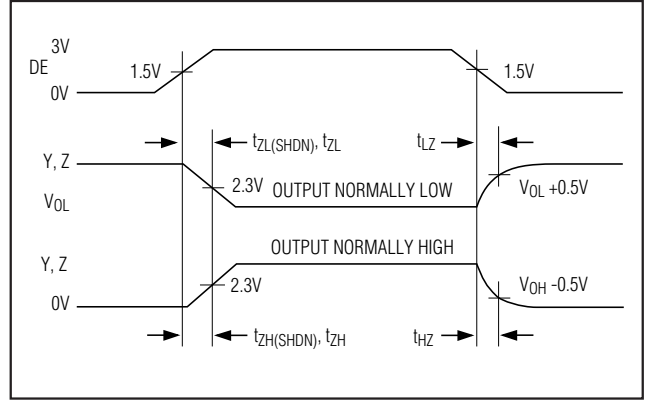 3V
DE
1.5V
1.5V
0V
tZL(SHDN), tZL
tLZ
Y, Z
2.3V
OUTPUT NORMALLY LOW
VOL +0.5V
VOL
OUTPUT NORMALLY HIGH
Y, Z
2.3V
VOH -0.5V
0V
tZH(SHDN), tZH
tHZ